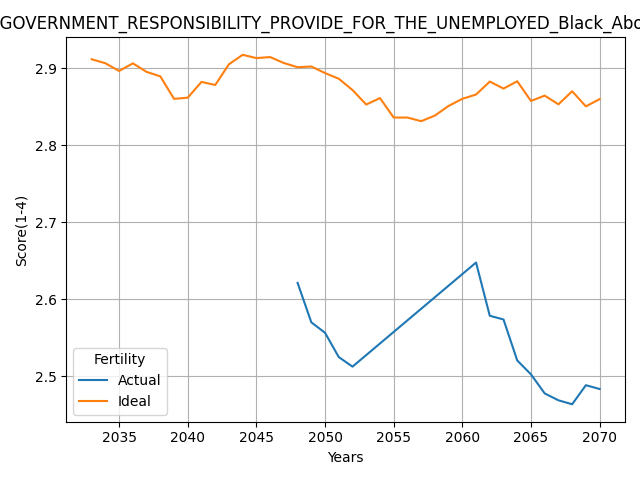 GOVERNMENT_RESPONSIBILITY_PROVIDE_FOR_THE_UNEMPLOYED_Black_Abo
2.9
2.8
2.7
2.6
2.5
Score(1-4)
Fertility
Actual
Ideal
2035 2040 2045 2050 2055 2060 2065 2070
Years